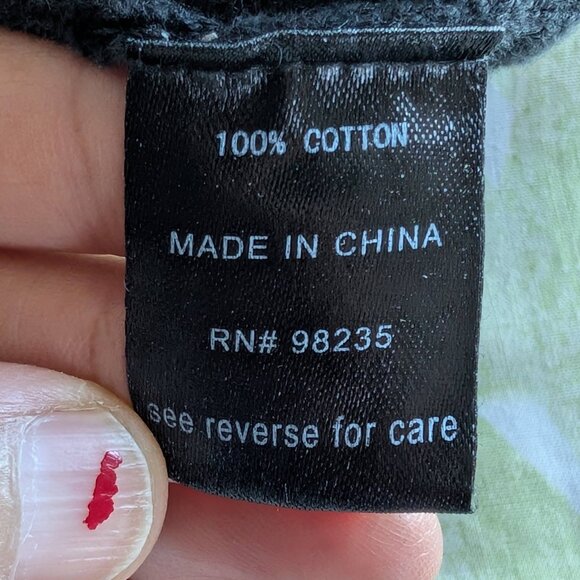 100% COTTON
MADE IN CHINA
RN# 98235
see reverse for care